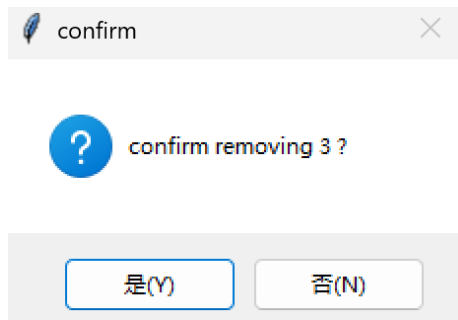 confirm
confirm removing 3 ?
是(Y)
否(N)